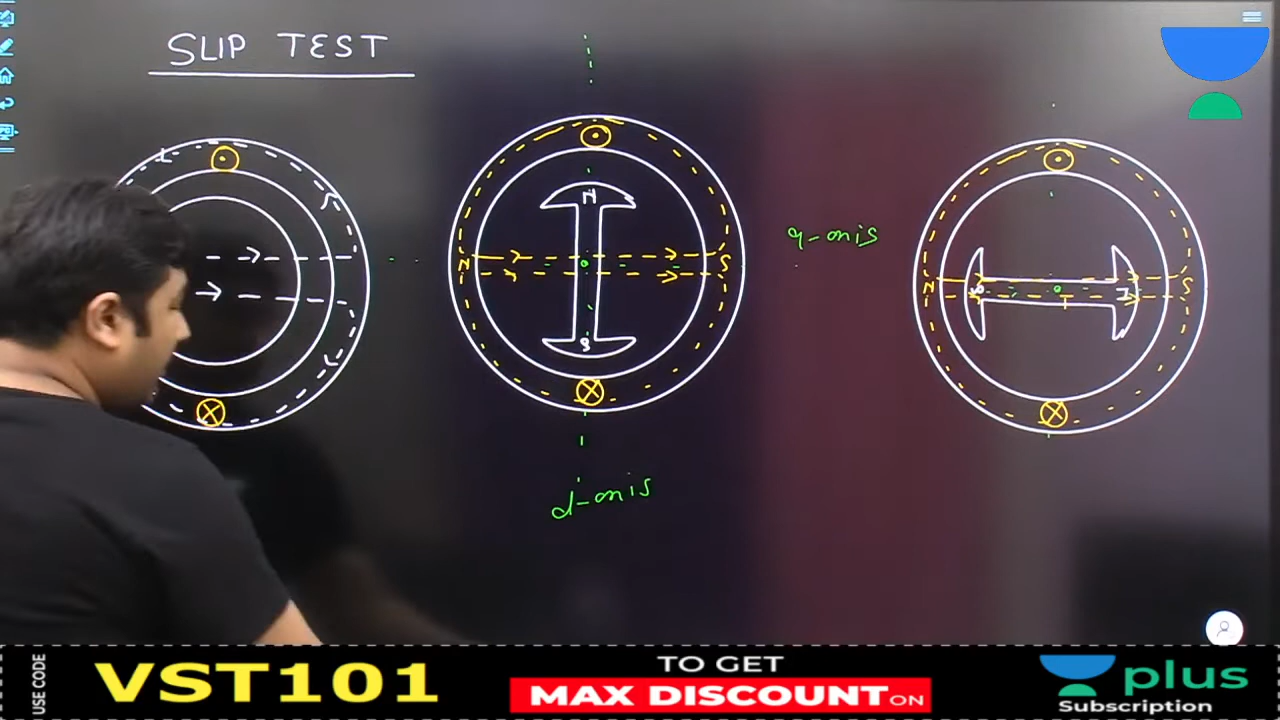 SLIP TEST
N
S
N
S
q-axis
N
S
d-axis
USE CODE
VST101
TO GET
MAX DISCOUNT ON
plus
Subscription